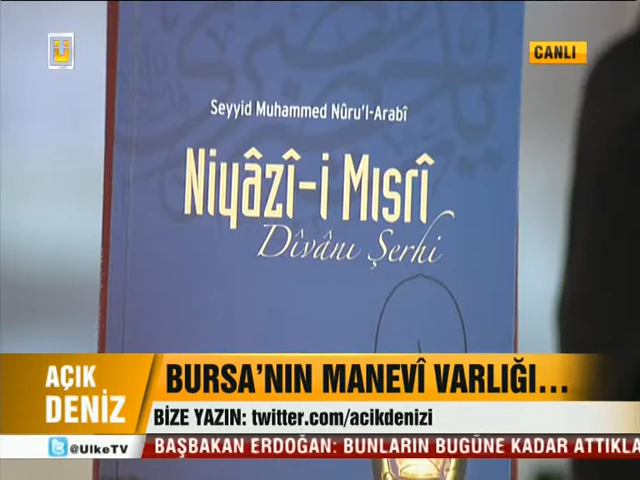 Ü
CANLI
Seyyid Muhammed Nûru'l-Arabî
Niyâzî-i Mısrî
Dîvânı Şerhi
AÇIK
DENİZ
BURSA'NIN MANEVÎ VARLIĞI...
BİZE YAZIN: twitter.com/acikdenizi
@UlkeTV
BAŞBAKAN ERDOĞAN: BUNLARIN BUGÜNE KADAR ATTIKLA